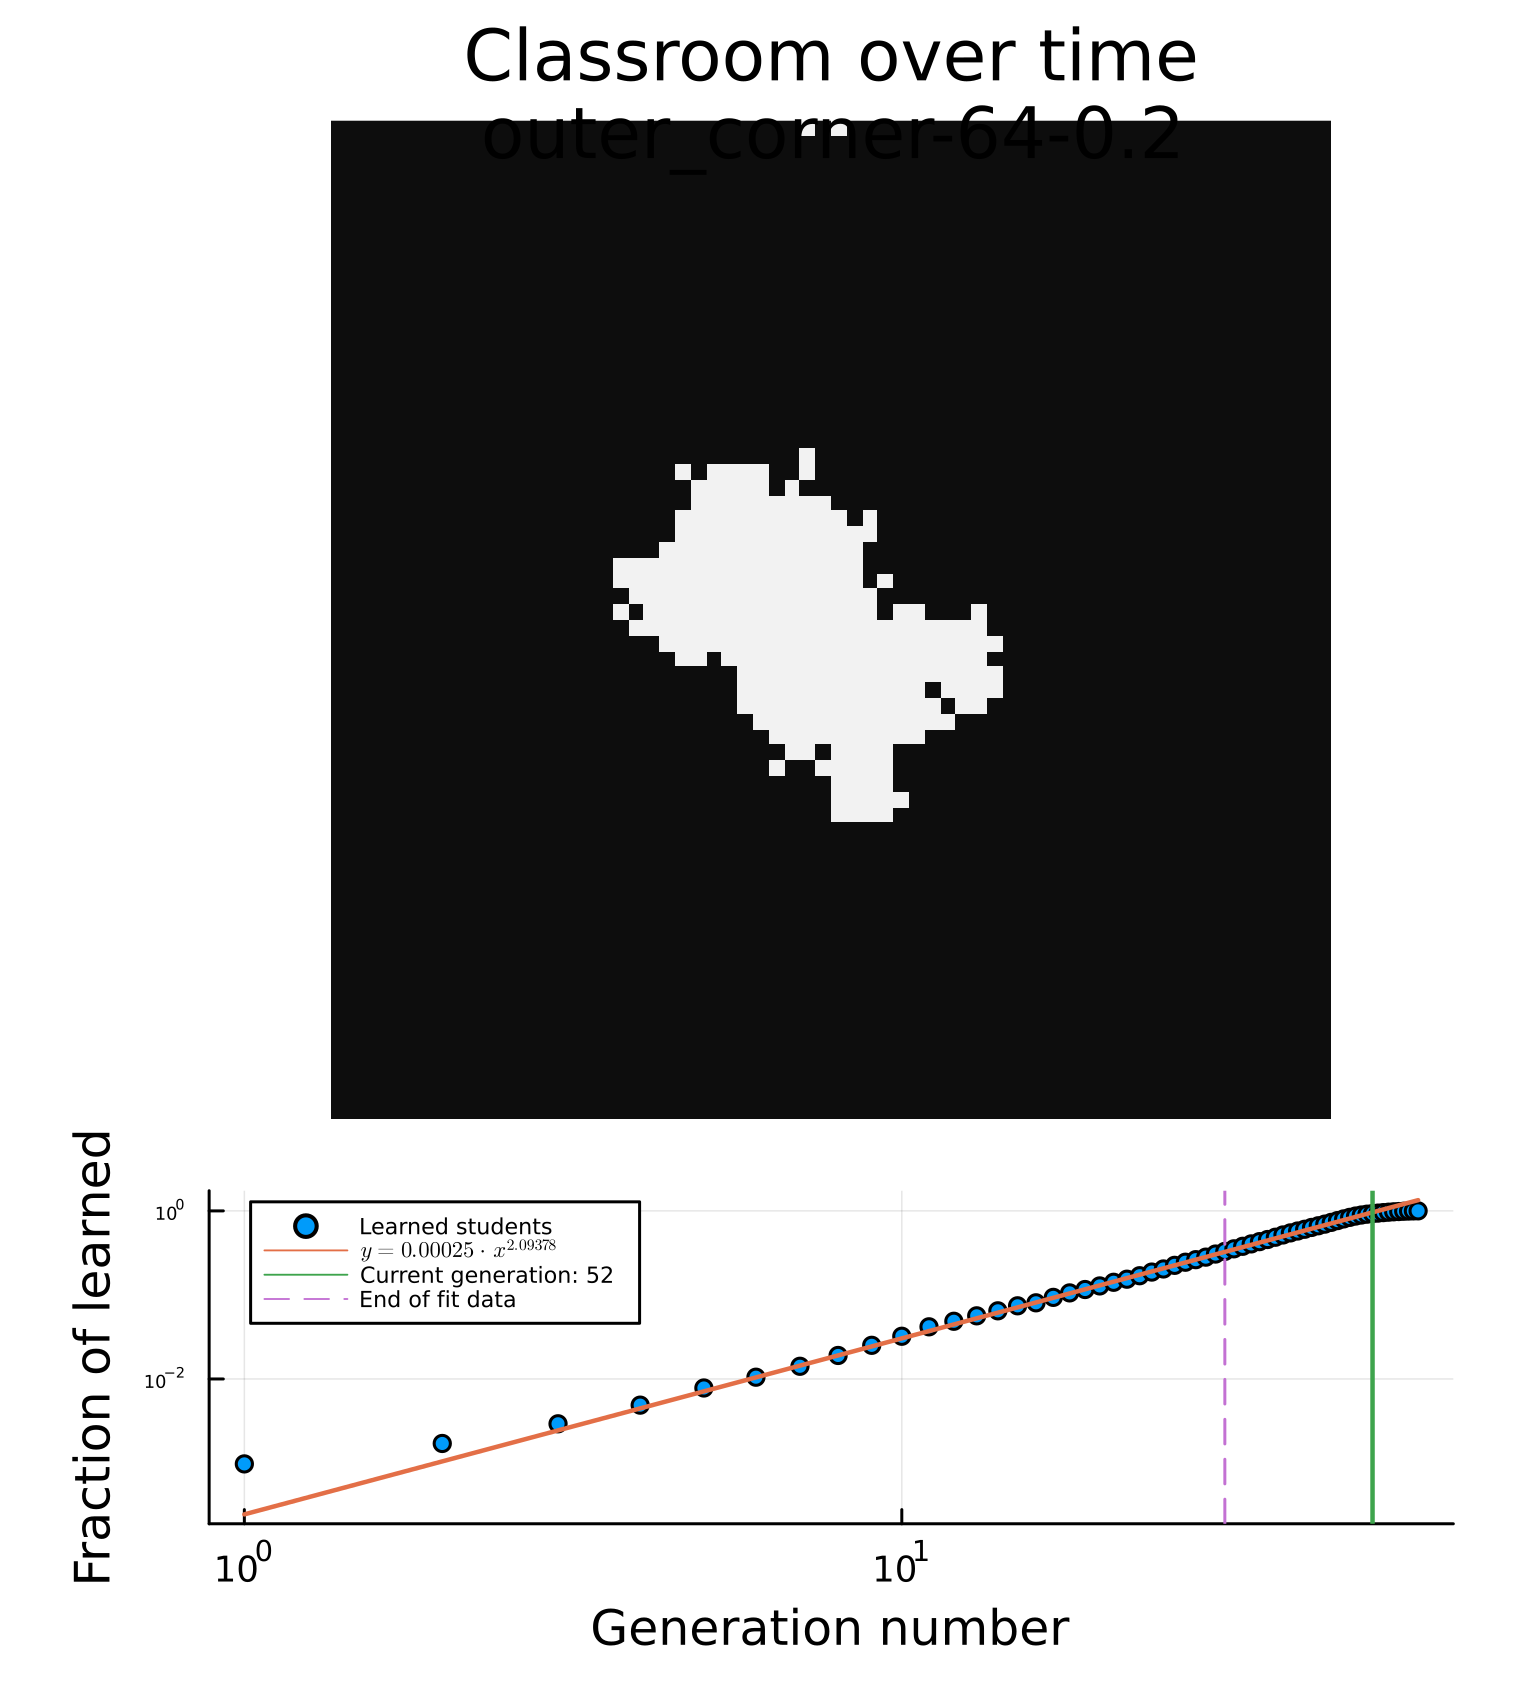 Classroom over time
outer_corner-64-0.2
Fraction of learned
10⁰
10⁻²
Learned students
y = 0.00025 · x^2.09378
Current generation: 52
End of fit data
10⁰
10¹
Generation number